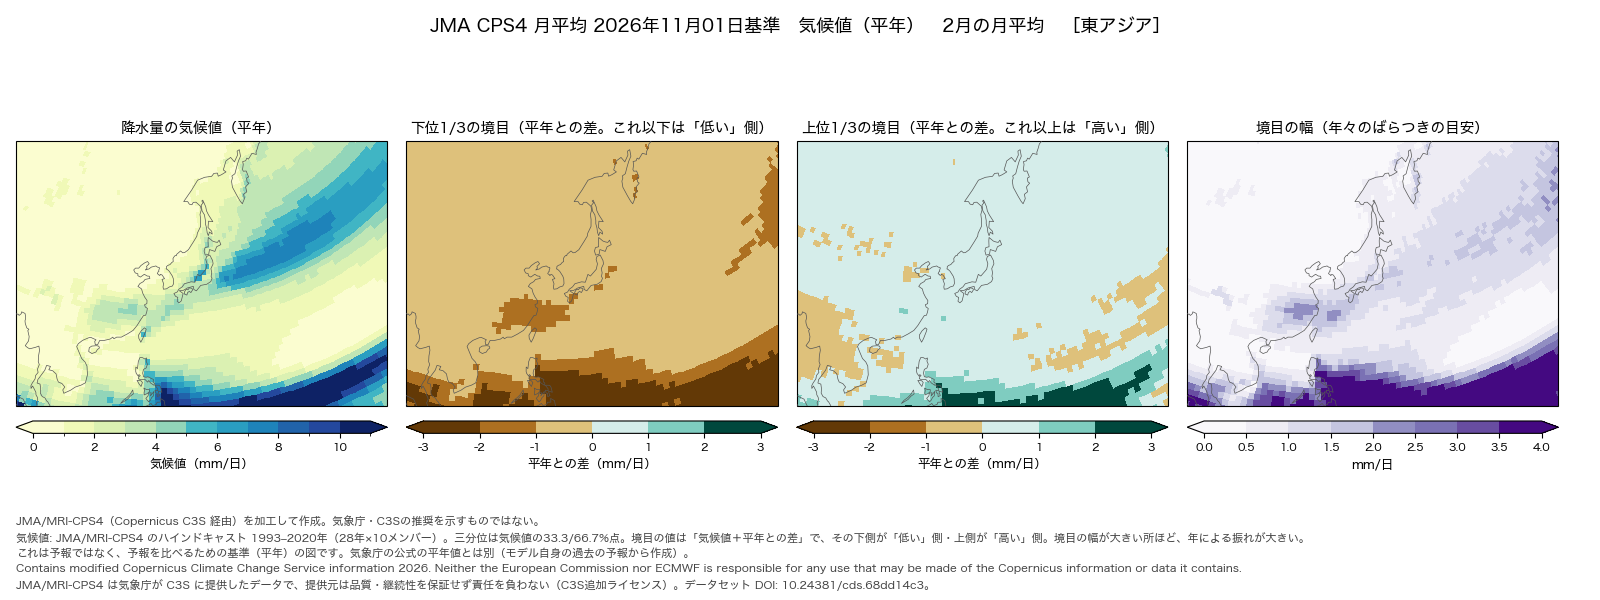 JMA CPS4 月平均 2026年11月01日基準　気候値（平年）　2月の月平均　［東アジア］
降水量の気候値（平年）
下位1/3の境目（平年との差。これ以下は「低い」側）
上位1/3の境目（平年との差。これ以上は「高い」側）
境目の幅（年々のばらつきの目安）
0 2 4 6 8 10
-3 -2 -1 0 1 2 3
-3 -2 -1 0 1 2 3
0.0 0.5 1.0 1.5 2.0 2.5 3.0 3.5 4.0
気候値（mm/日）
平年との差（mm/日）
平年との差（mm/日）
mm/日
JMA/MRI-CPS4（Copernicus C3S 経由）を加工して作成。気象庁・C3Sの推奨を示すものではない。
気候値: JMA/MRI-CPS4 のハインドキャスト 1993–2020年（28年×10メンバー）。三分位は気候値の33.3/66.7%点。境目の値は「気候値＋平年との差」で、その下側が「低い」側・上側が「高い」側。境目の幅が大きい所ほど、年による振れが大きい。
これは予報ではなく、予報を比べるための基準（平年）の図です。気象庁の公式の平年値とは別（モデル自身の過去の予報から作成）。
Contains modified Copernicus Climate Change Service information 2026. Neither the European Commission nor ECMWF is responsible for any use that may be made of the Copernicus information or data it contains.
JMA/MRI-CPS4 は気象庁が C3S に提供したデータで、提供元は品質・継続性を保証せず責任を負わない（C3S追加ライセンス）。データセット DOI: 10.24381/cds.68dd14c3。